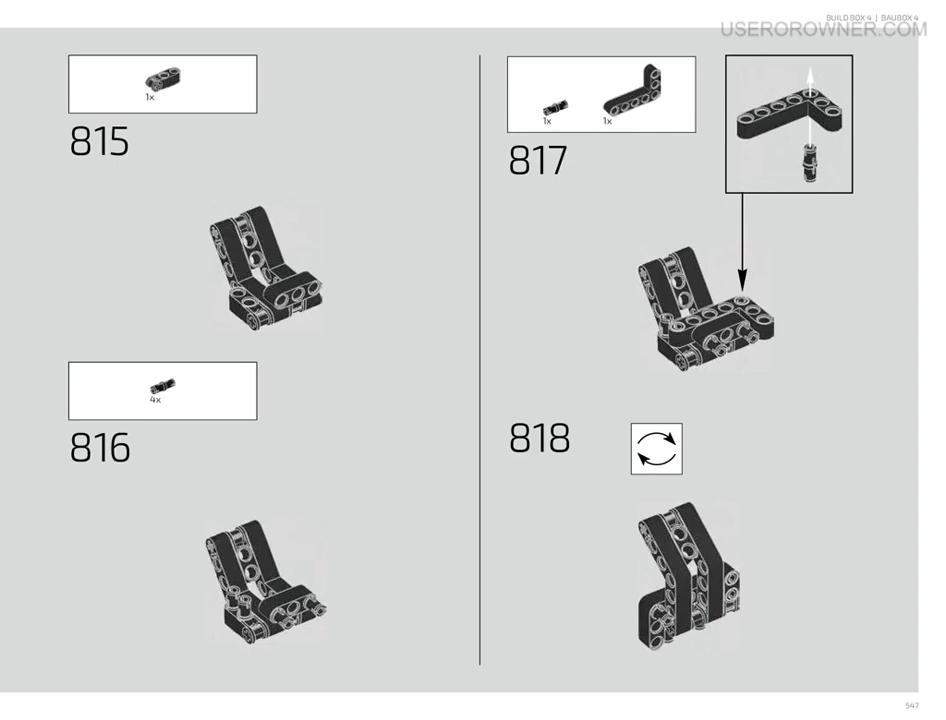 BUILD BOX 4 | BAUBOX 4
USEROROWNER.COM
1x
815
4x
816
1x 1x
817
818
547